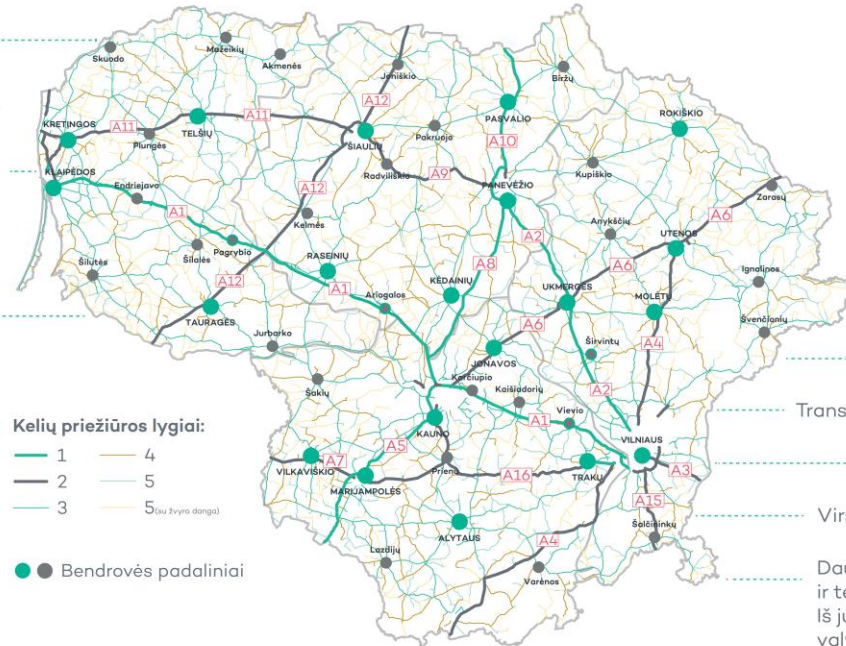 Skuodo
Mažeikių
Akmenės
Joniškio
Biržų
A12
KRETINGOS
A11
Plungės
TELŠIŲ
A11
ŠIAULIŲ
Pakruojo
PASVALIO
A10
ROKIŠKIO
KLAIPĖDOS
Endriejavo
A1
A12
Radviliškio
A9
PANEVĖŽIO
Kupiškio
Zarasų
Kelmės
A2
Anykščių
A6
UTENOS
Šilutės
Šilalės
Pagrybio
A12
RASEINIŲ
A1
Ariogalos
KĖDAINIŲ
A8
A6
UKMERGĖS
MOLĖTŲ
Ignalinos
TAURAGĖS
Jurbarko
A6
JONAVOS
Širvintų
A4
Švenčionių
Šakių
Karčiupio
Kaišiadorių
A2
A1
Vievio
Trans
KAUNO
A5
VILNIAUS
A7
VILKAVIŠKIO
Prienų
A16
TRAKŲ
A3
MARIJAMPOLĖS
A15
Šalčininkų
Virš
ALYTAUS
A4
Lazdijų
Varėnos
Dau
ir te
Iš ju
valy
Kelių priežiūros lygiai:
1 4
2 5
3 5 (su žvyro danga)
Bendrovės padaliniai